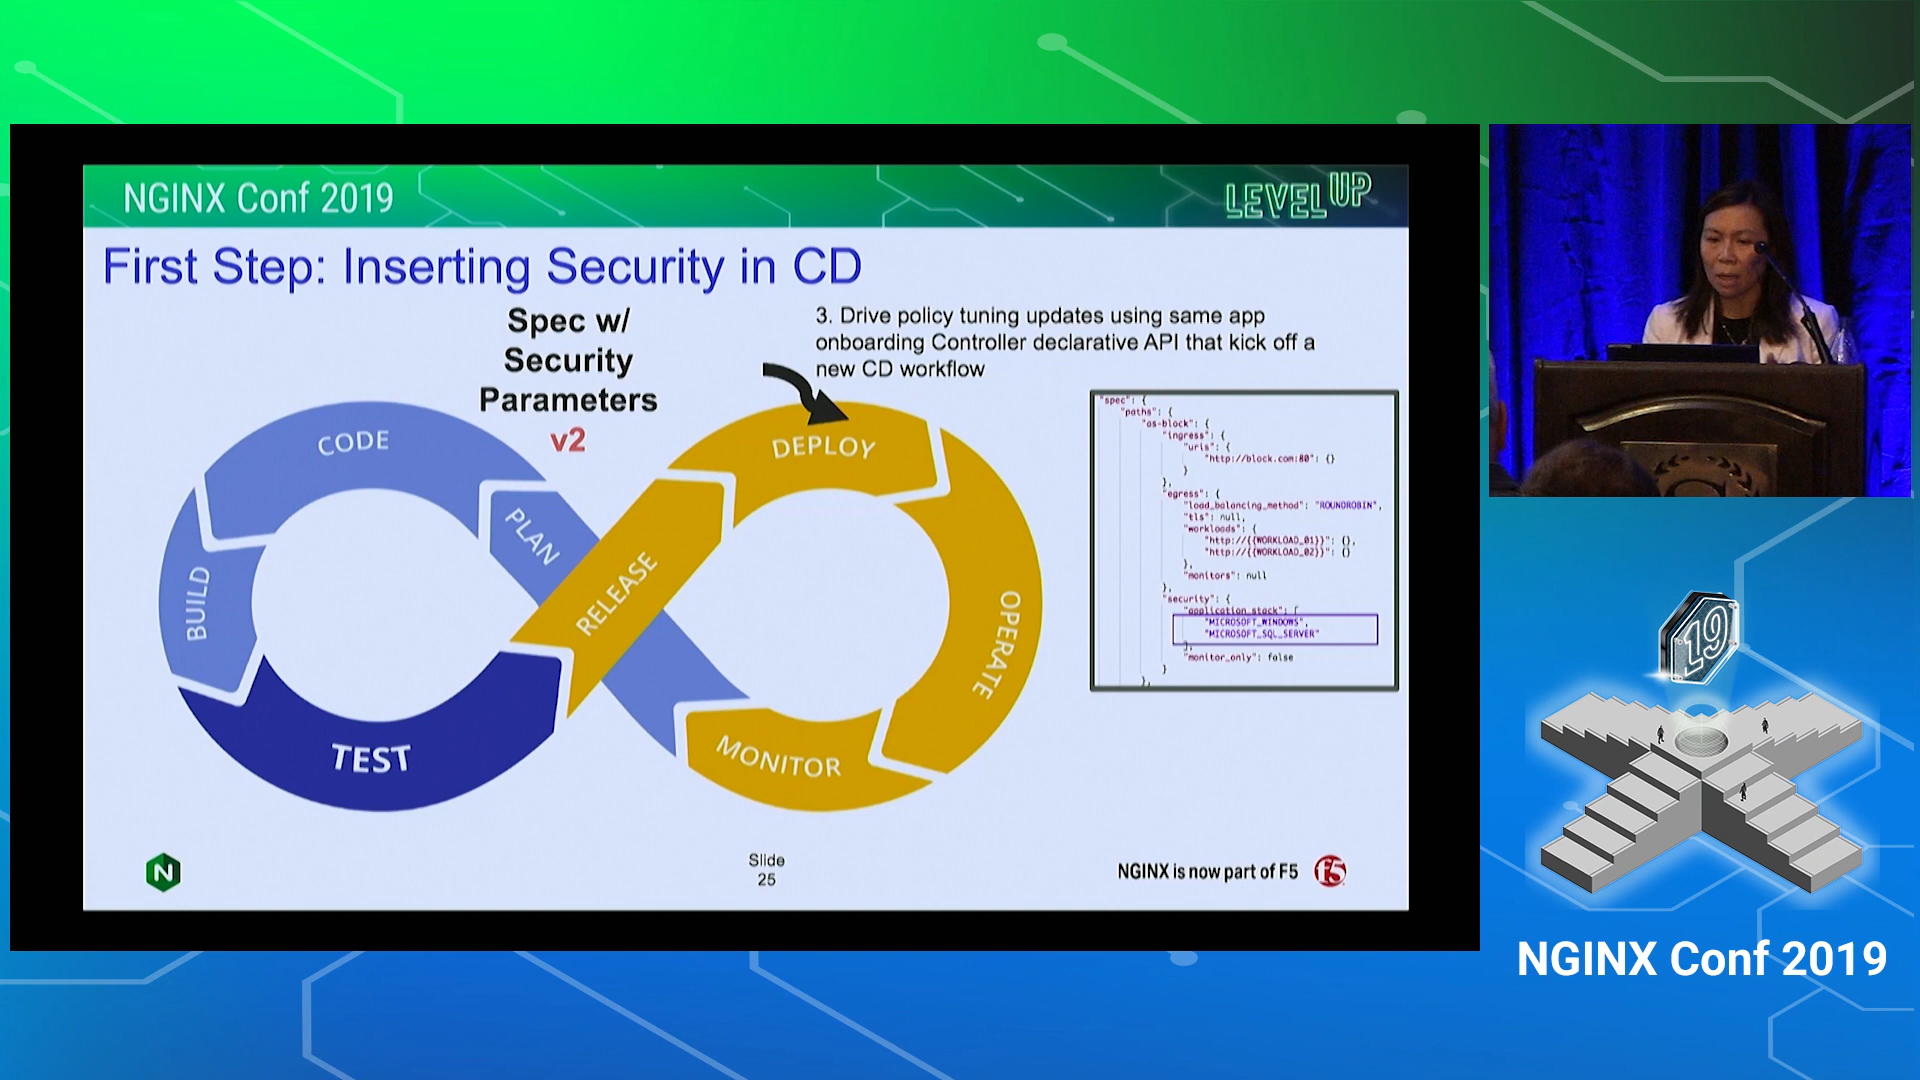 NGINX Conf 2019
LEVEL UP
First Step: Inserting Security in CD
Spec w/
Security
Parameters
v2
3. Drive policy tuning updates using same app
onboarding Controller declarative API that kick off a
new CD workflow
CODE
PLAN
BUILD
TEST
RELEASE
DEPLOY
OPERATE
MONITOR
"spec": {
"paths": {
"as-block": {
"ingress": {
"uris": {
"http://block.com:80": {}
}
},
"egress": {
"load_balancing_method": "ROUNDROBIN",
"tls": null,
"workloads": {
"http://{{WORKLOAD_01}}": {},
"http://{{WORKLOAD_02}}": {}
},
"monitors": null
},
"security": {
"application_stack": [
"MICROSOFT_WINDOWS",
"MICROSOFT_SQL_SERVER"
],
"monitor_only": false
}
},
N
Slide
25
NGINX is now part of F5
f5
19
NGINX Conf 2019